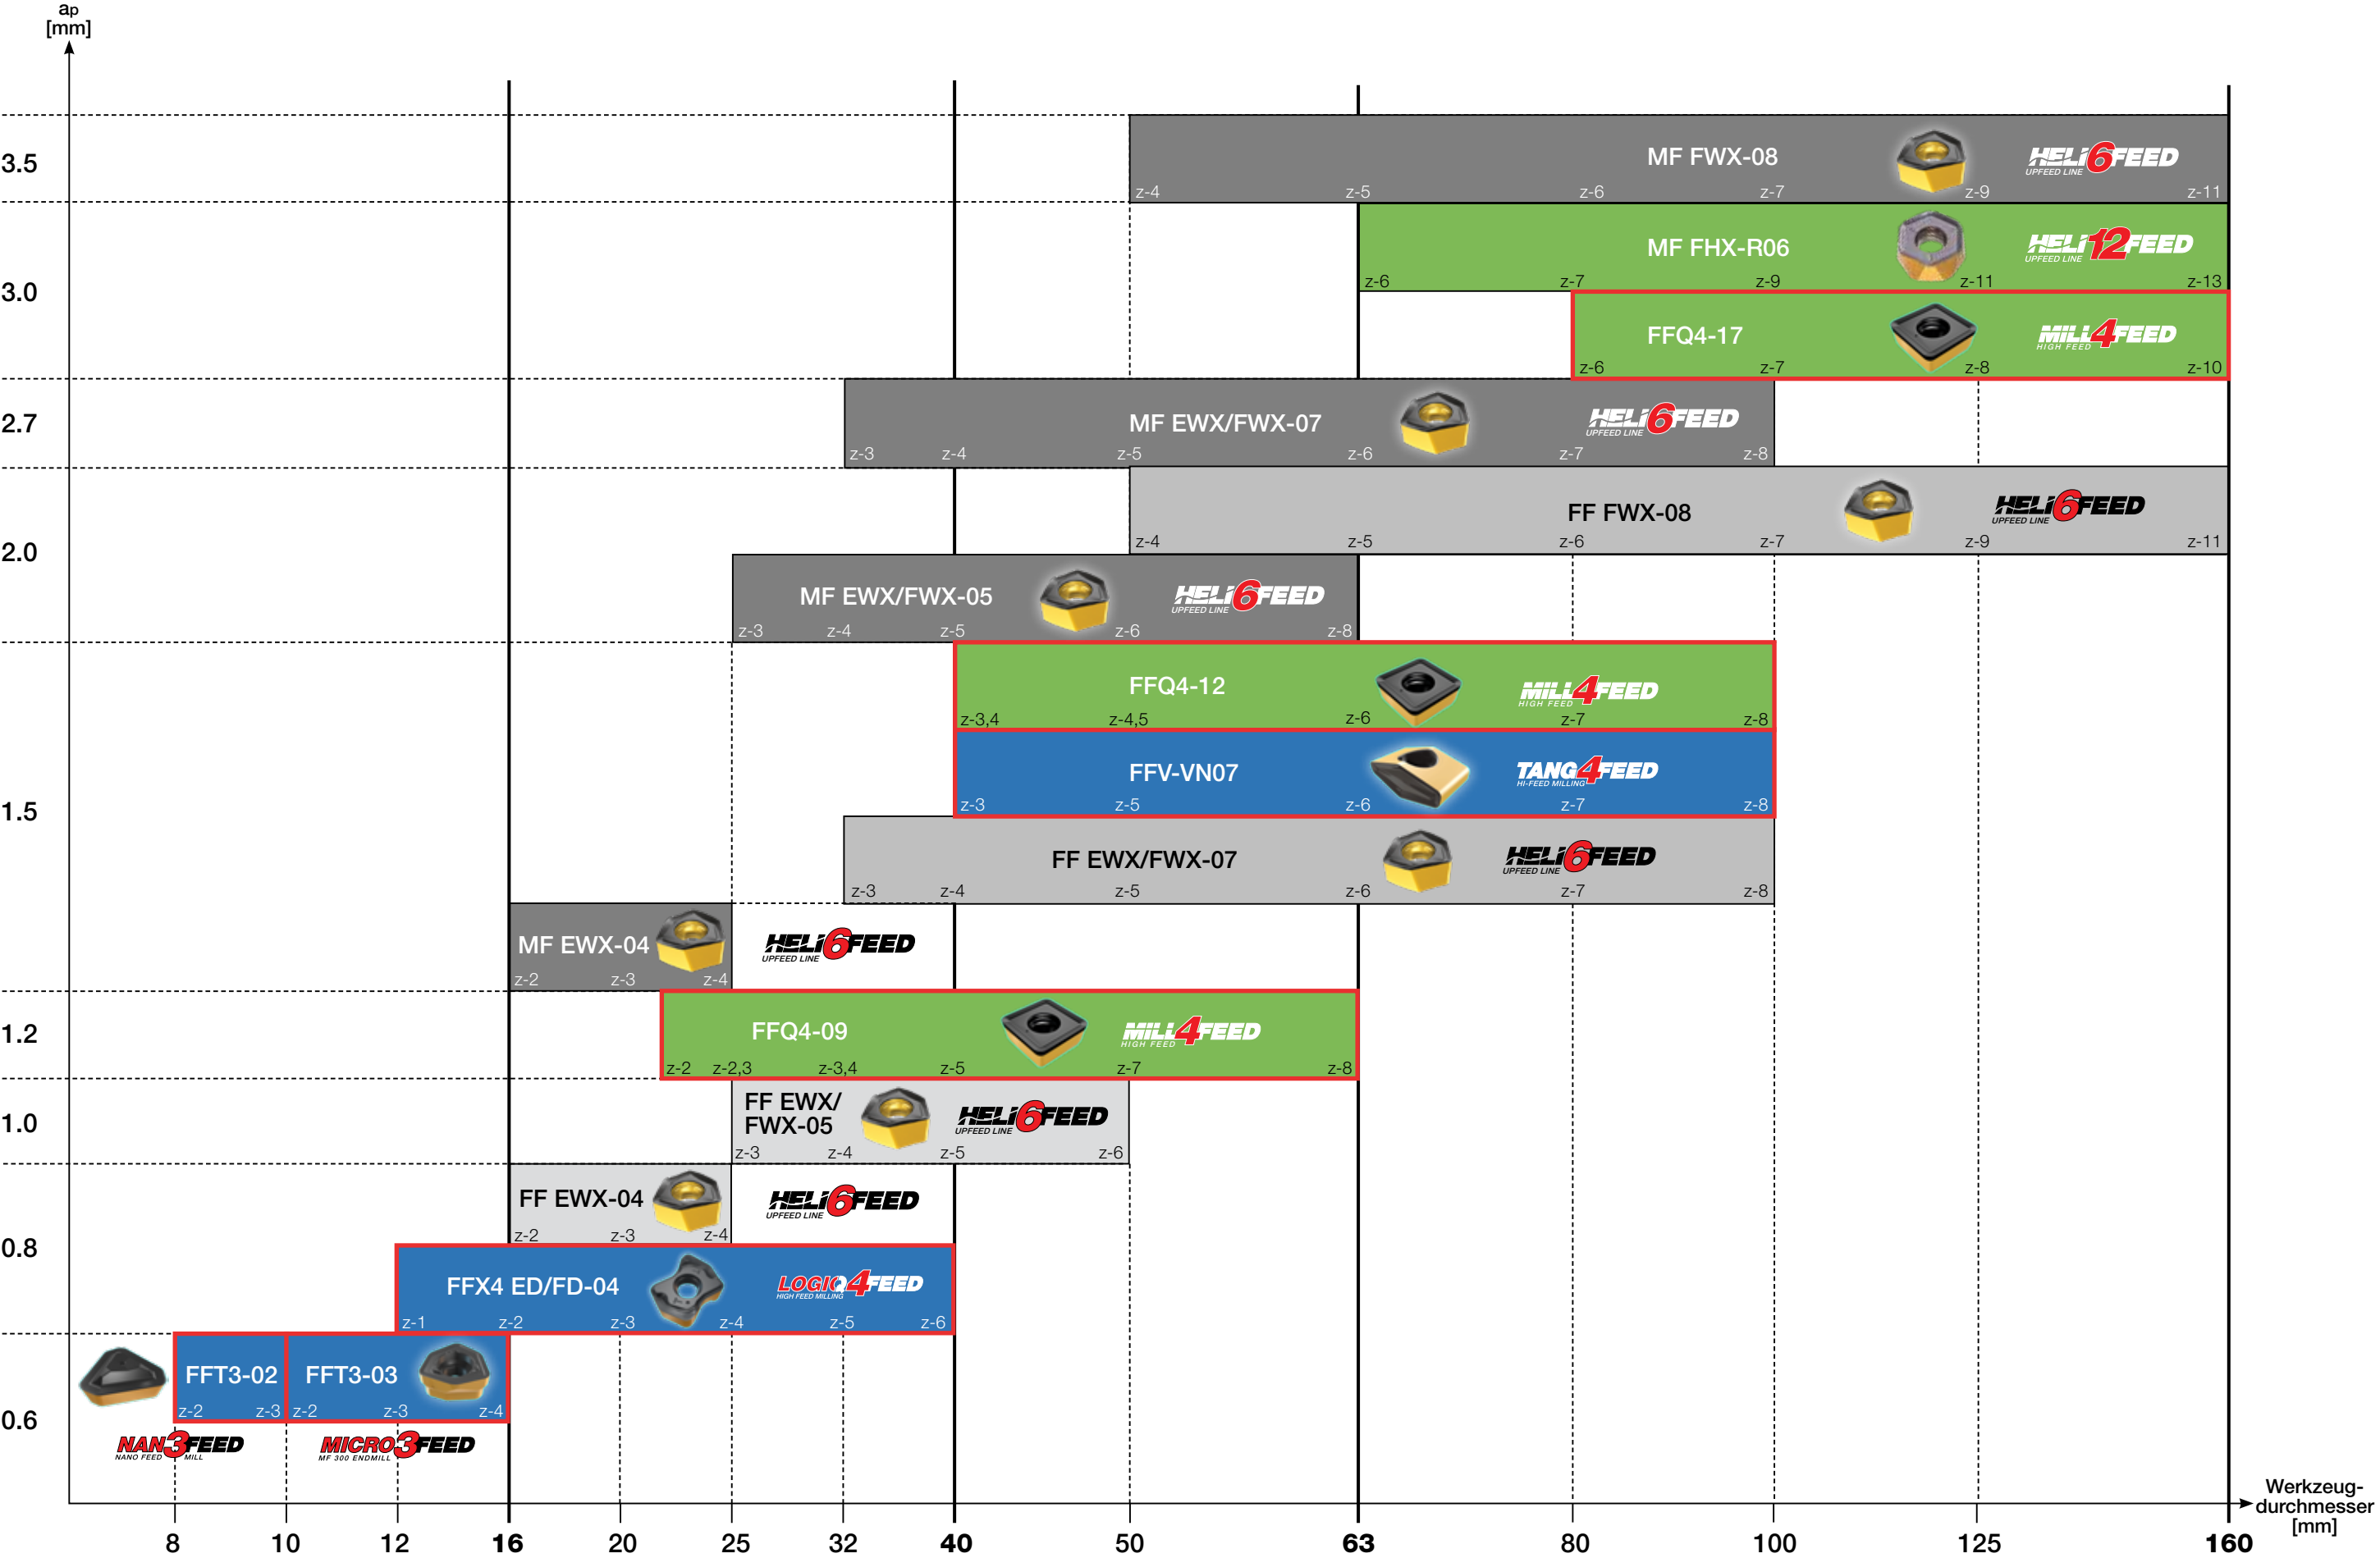 ap
[mm]
3.5
MF FWX-08
HELI6FEED
UPFEED LINE
z-4 z-5 z-6 z-7 z-9 z-11
MF FHX-R06
HELI12FEED
UPFEED LINE
z-6 z-7 z-9 z-11 z-13
3.0
FFQ4-17
MILL4FEED
HIGH FEED
z-6 z-7 z-8 z-10
2.7
MF EWX/FWX-07
HELI6FEED
UPFEED LINE
z-3 z-4 z-5 z-6 z-7 z-8
FF FWX-08
HELI6FEED
UPFEED LINE
z-4 z-5 z-6 z-7 z-9 z-11
2.0
MF EWX/FWX-05
HELI6FEED
UPFEED LINE
z-3 z-4 z-5 z-6 z-8
FFQ4-12
MILL4FEED
HIGH FEED
z-3,4 z-4,5 z-6 z-7 z-8
FFV-VN07
TANG4FEED
HI-FEED MILLING
z-3 z-5 z-6 z-7 z-8
1.5
FF EWX/FWX-07
HELI6FEED
UPFEED LINE
z-3 z-4 z-5 z-6 z-7 z-8
MF EWX-04
HELI6FEED
UPFEED LINE
z-2 z-3 z-4
1.2
FFQ4-09
MILL4FEED
HIGH FEED
z-2 z-2,3 z-3,4 z-5 z-7 z-8
1.0
FF EWX/
FWX-05
HELI6FEED
UPFEED LINE
z-3 z-4 z-5 z-6
FF EWX-04
HELI6FEED
UPFEED LINE
z-2 z-3 z-4
0.8
FFX4 ED/FD-04
LOGIQ4FEED
HIGH FEED MILLING
z-1 z-2 z-3 z-4 z-5 z-6
FFT3-02 FFT3-03
z-2 z-3 z-2 z-3 z-4
0.6
NAN3FEED MICRO3FEED
NANO FEED MILL MF 300 ENDMILL
Werkzeug-
durchmesser
[mm]
8 10 12 16 20 25 32 40 50 63 80 100 125 160